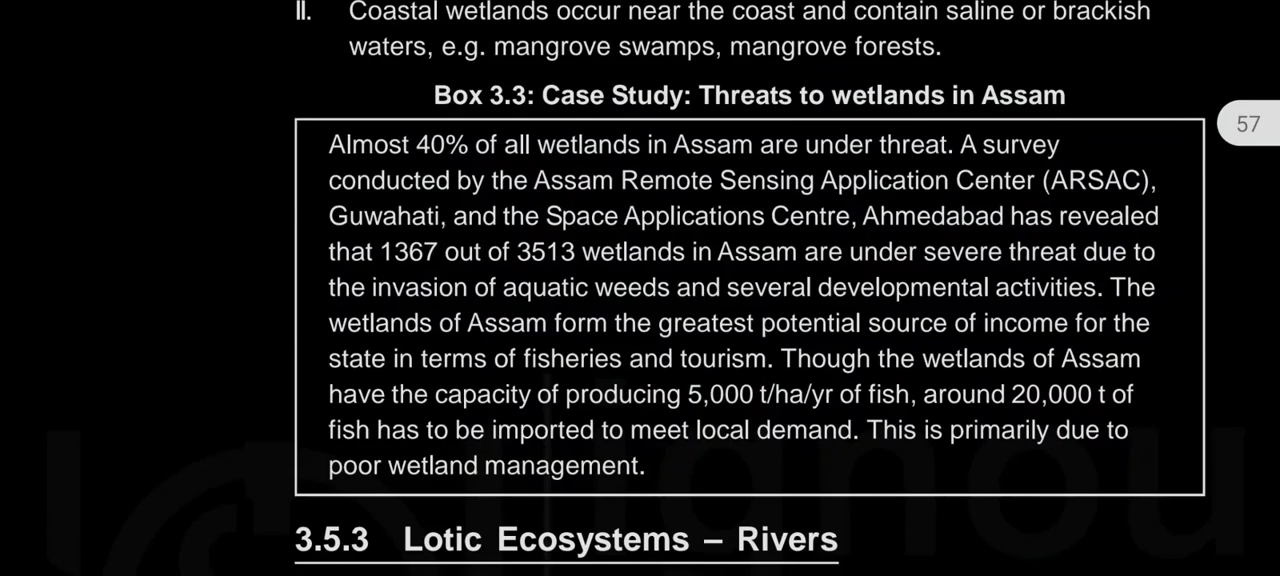 II. Coastal wetlands occur near the coast and contain saline or brackish
waters, e.g. mangrove swamps, mangrove forests.
Box 3.3: Case Study: Threats to wetlands in Assam
57
Almost 40% of all wetlands in Assam are under threat. A survey
conducted by the Assam Remote Sensing Application Center (ARSAC),
Guwahati, and the Space Applications Centre, Ahmedabad has revealed
that 1367 out of 3513 wetlands in Assam are under severe threat due to
the invasion of aquatic weeds and several developmental activities. The
wetlands of Assam form the greatest potential source of income for the
state in terms of fisheries and tourism. Though the wetlands of Assam
have the capacity of producing 5,000 t/ha/yr of fish, around 20,000 t of
fish has to be imported to meet local demand. This is primarily due to
poor wetland management.
ignou
3.5.3 Lotic Ecosystems – Rivers